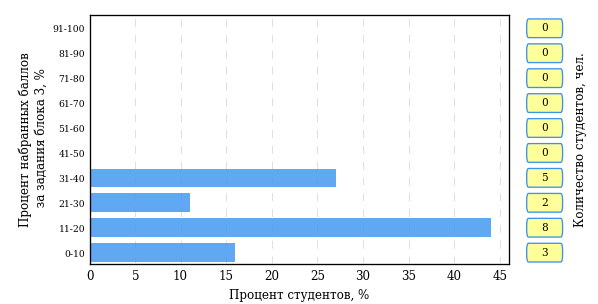 Процент набранных баллов
за задания блока 3, %
91-100 0
81-90 0
71-80 0
61-70 0
51-60 0
41-50 0
31-40 5
21-30 2
11-20 8
0-10 3
0 5 10 15 20 25 30 35 40 45
Процент студентов, %
Количество студентов, чел.